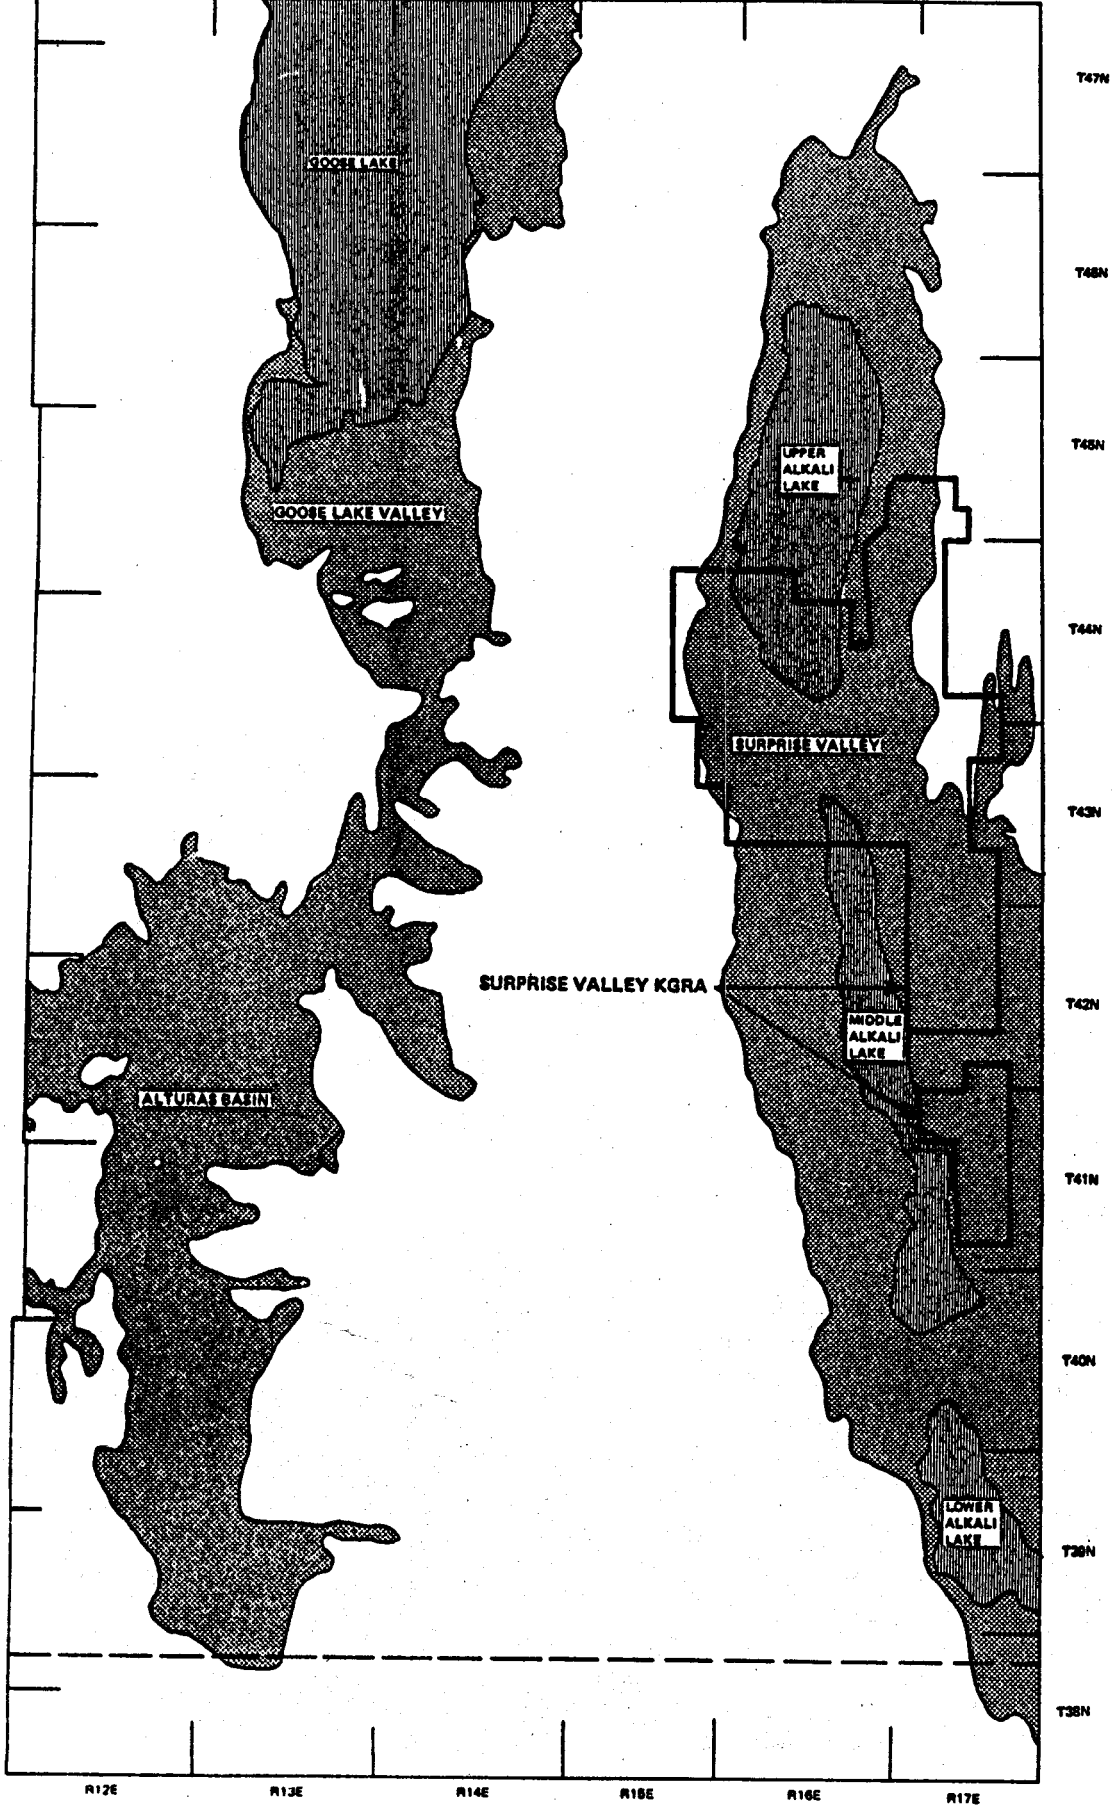 T47N
GOOSE LAKE
T46N
T45N
UPPER
ALKALI
LAKE
GOOSE LAKE VALLEY
T44N
SURPRISE VALLEY
T43N
SURPRISE VALLEY KGRA
T42N
MIDDLE
ALKALI
LAKE
ALTURAS BASIN
T41N
T40N
LOWER
ALKALI
LAKE
T39N
T38N
R12E
R13E
R14E
R15E
R16E
R17E